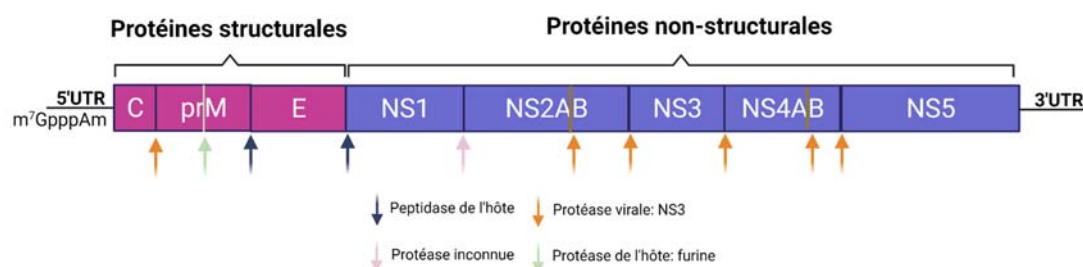 Protéines structurales
Protéines non-structurales
5'UTR
m⁷GpppAm
C
prM
E
NS1
NS2AB
NS3
NS4AB
NS5
3'UTR
Peptidase de l'hôte
Protéase virale: NS3
Protéase inconnue
Protéase de l'hôte: furine